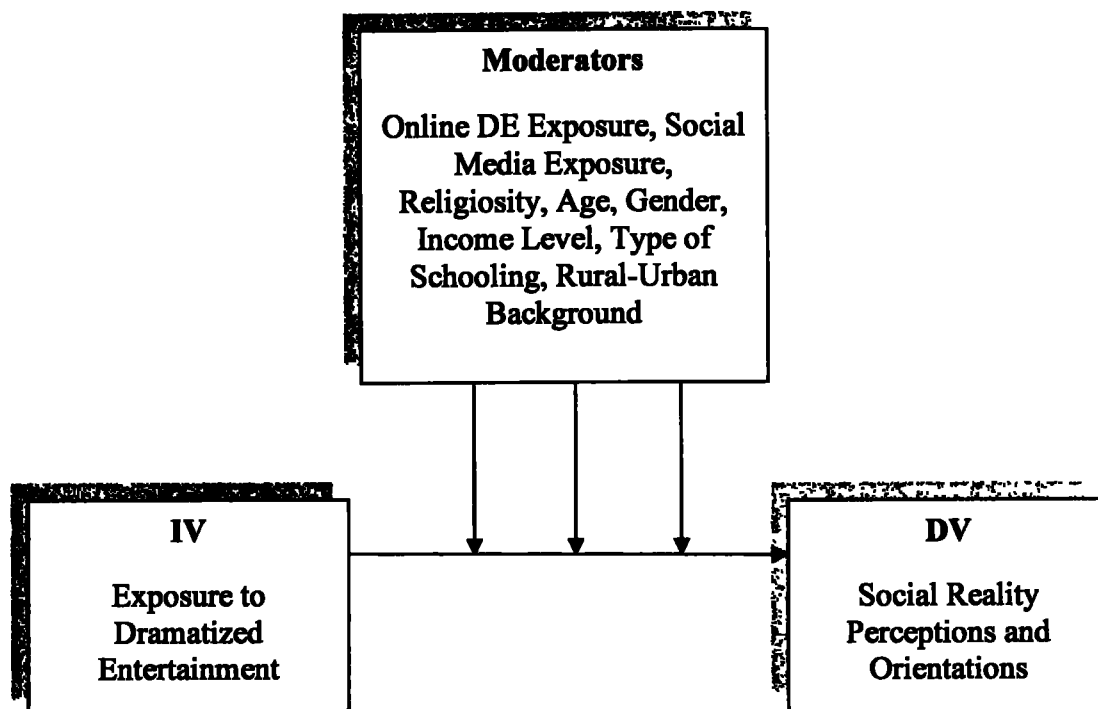 Moderators
Online DE Exposure, Social
Media Exposure,
Religiosity, Age, Gender,
Income Level, Type of
Schooling, Rural-Urban
Background
IV
Exposure to
Dramatized
Entertainment
DV
Social Reality
Perceptions and
Orientations